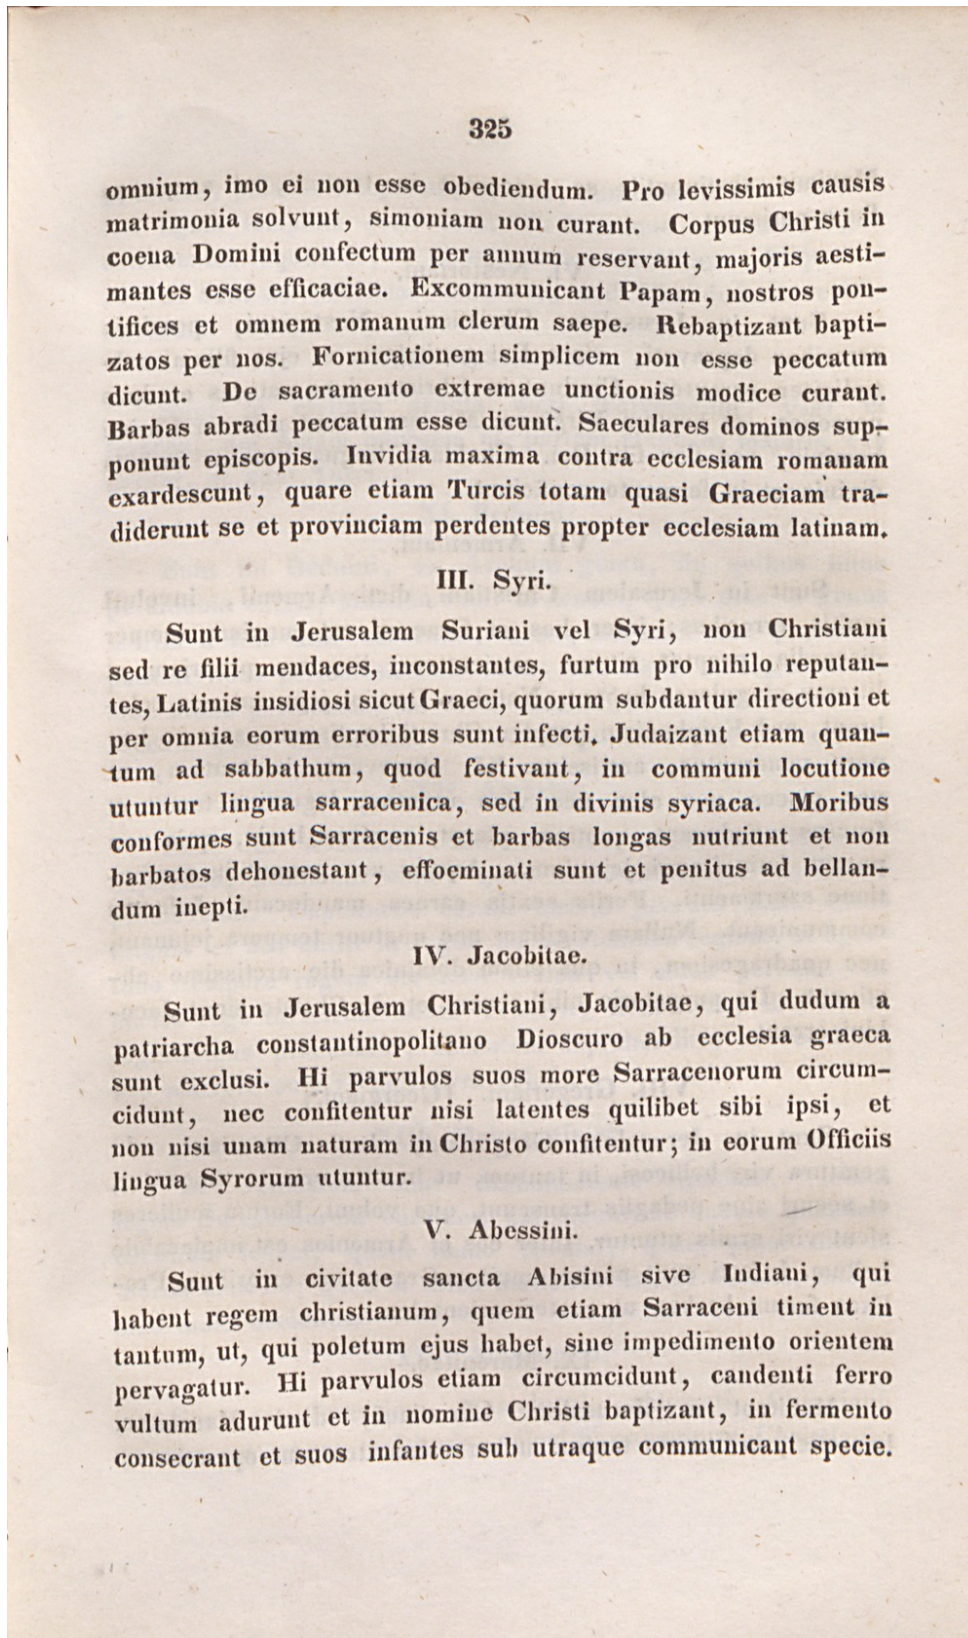 325
omnium, imo ei non esse obediendum. Pro levissimis causis
matrimonia solvunt, simoniam non curant. Corpus Christi in
coena Domini confectum per annum reservant, majoris aesti-
mantes esse efficaciae. Excommunicant Papam, nostros pon-
tifices et omnem romanum clerum saepe. Rebaptizant bapti-
zatos per nos. Fornicationem simplicem non esse peccatum
dicunt. De sacramento extremae unctionis modice curant.
Barbas abradi peccatum esse dicunt. Saeculares dominos sup-
ponunt episcopis. Invidia maxima contra ecclesiam romanam
exardescunt, quare etiam Turcis totam quasi Graeciam tra-
diderunt se et provinciam perdentes propter ecclesiam latinam.
III. Syri.
Sunt in Jerusalem Suriani vel Syri, non Christiani
sed re filii mendaces, inconstantes, furtum pro nihilo reputan-
tes, Latinis insidiosi sicut Graeci, quorum subdantur directioni et
per omnia eorum erroribus sunt infecti. Judaizant etiam quan-
tum ad sabbathum, quod festivant, in communi locutione
utuntur lingua sarracenica, sed in divinis syriaca. Moribus
conformes sunt Sarracenis et barbas longas nutriunt et non
barbatos dehonestant, effoeminati sunt et penitus ad bellan-
dum inepti.
IV. Jacobitae.
Sunt in Jerusalem Christiani, Jacobitae, qui dudum a
patriarcha constantinopolitano Dioscuro ab ecclesia graeca
sunt exclusi. Hi parvulos suos more Sarracenorum circum-
cidunt, nec confitentur nisi latentes quilibet sibi ipsi, et
non nisi unam naturam in Christo confitentur; in eorum Officiis
lingua Syrorum utuntur.
V. Abessini.
Sunt in civitate sancta Abisini sive Indiani, qui
habent regem christianum, quem etiam Sarraceni timent in
tantum, ut, qui poletum ejus habet, sine impedimento orientem
pervagatur. Hi parvulos etiam circumcidunt, candenti ferro
vultum adurunt et in nomine Christi baptizant, in fermento
consecrant et suos infantes sub utraque communicant specie.